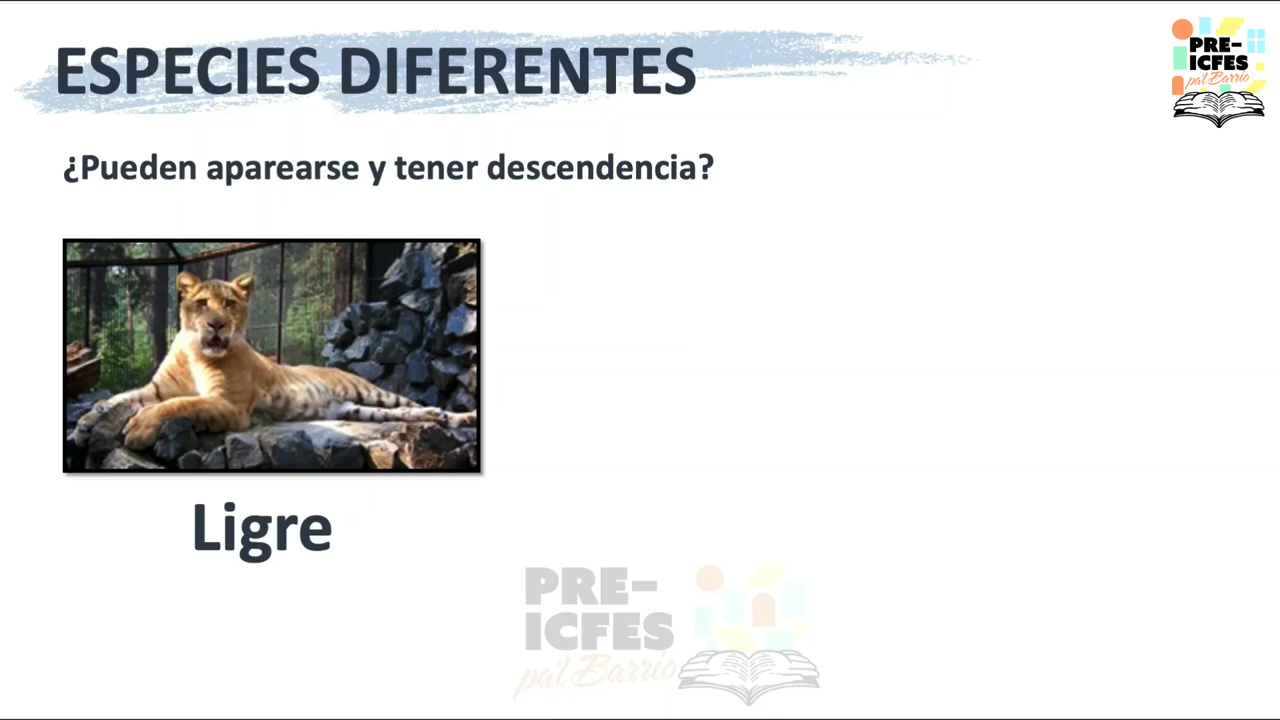 ESPECIES DIFERENTES
PRE-
ICFES
pa'l Barrio
¿Pueden aparearse y tener descendencia?
Ligre
PRE-
ICFES
pa'l Barrio